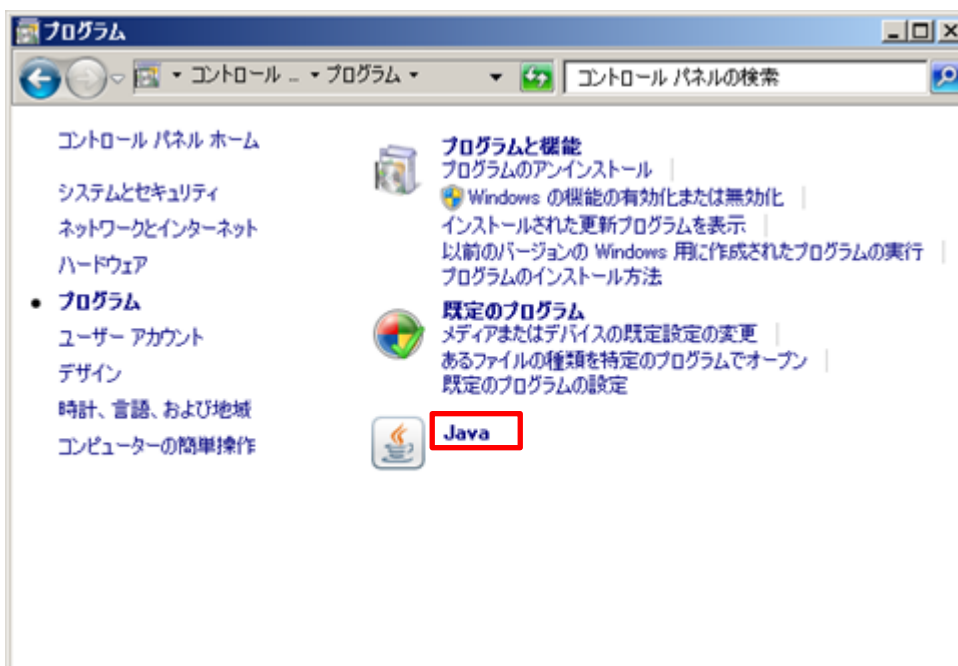 プログラム
コントロール .. プログラム
コントロール パネルの検索
コントロール パネル ホーム
システムとセキュリティ
ネットワークとインターネット
ハードウェア
プログラム
ユーザー アカウント
デザイン
時計、言語、および地域
コンピューターの簡単操作
プログラムと機能
プログラムのアンインストール
Windows の機能の有効化または無効化
インストールされた更新プログラムを表示
以前のバージョンの Windows 用に作成されたプログラムの実行
プログラムのインストール方法
既定のプログラム
メディアまたはデバイスの既定設定の変更
あるファイルの種類を特定のプログラムでオープン
既定のプログラムの設定
Java